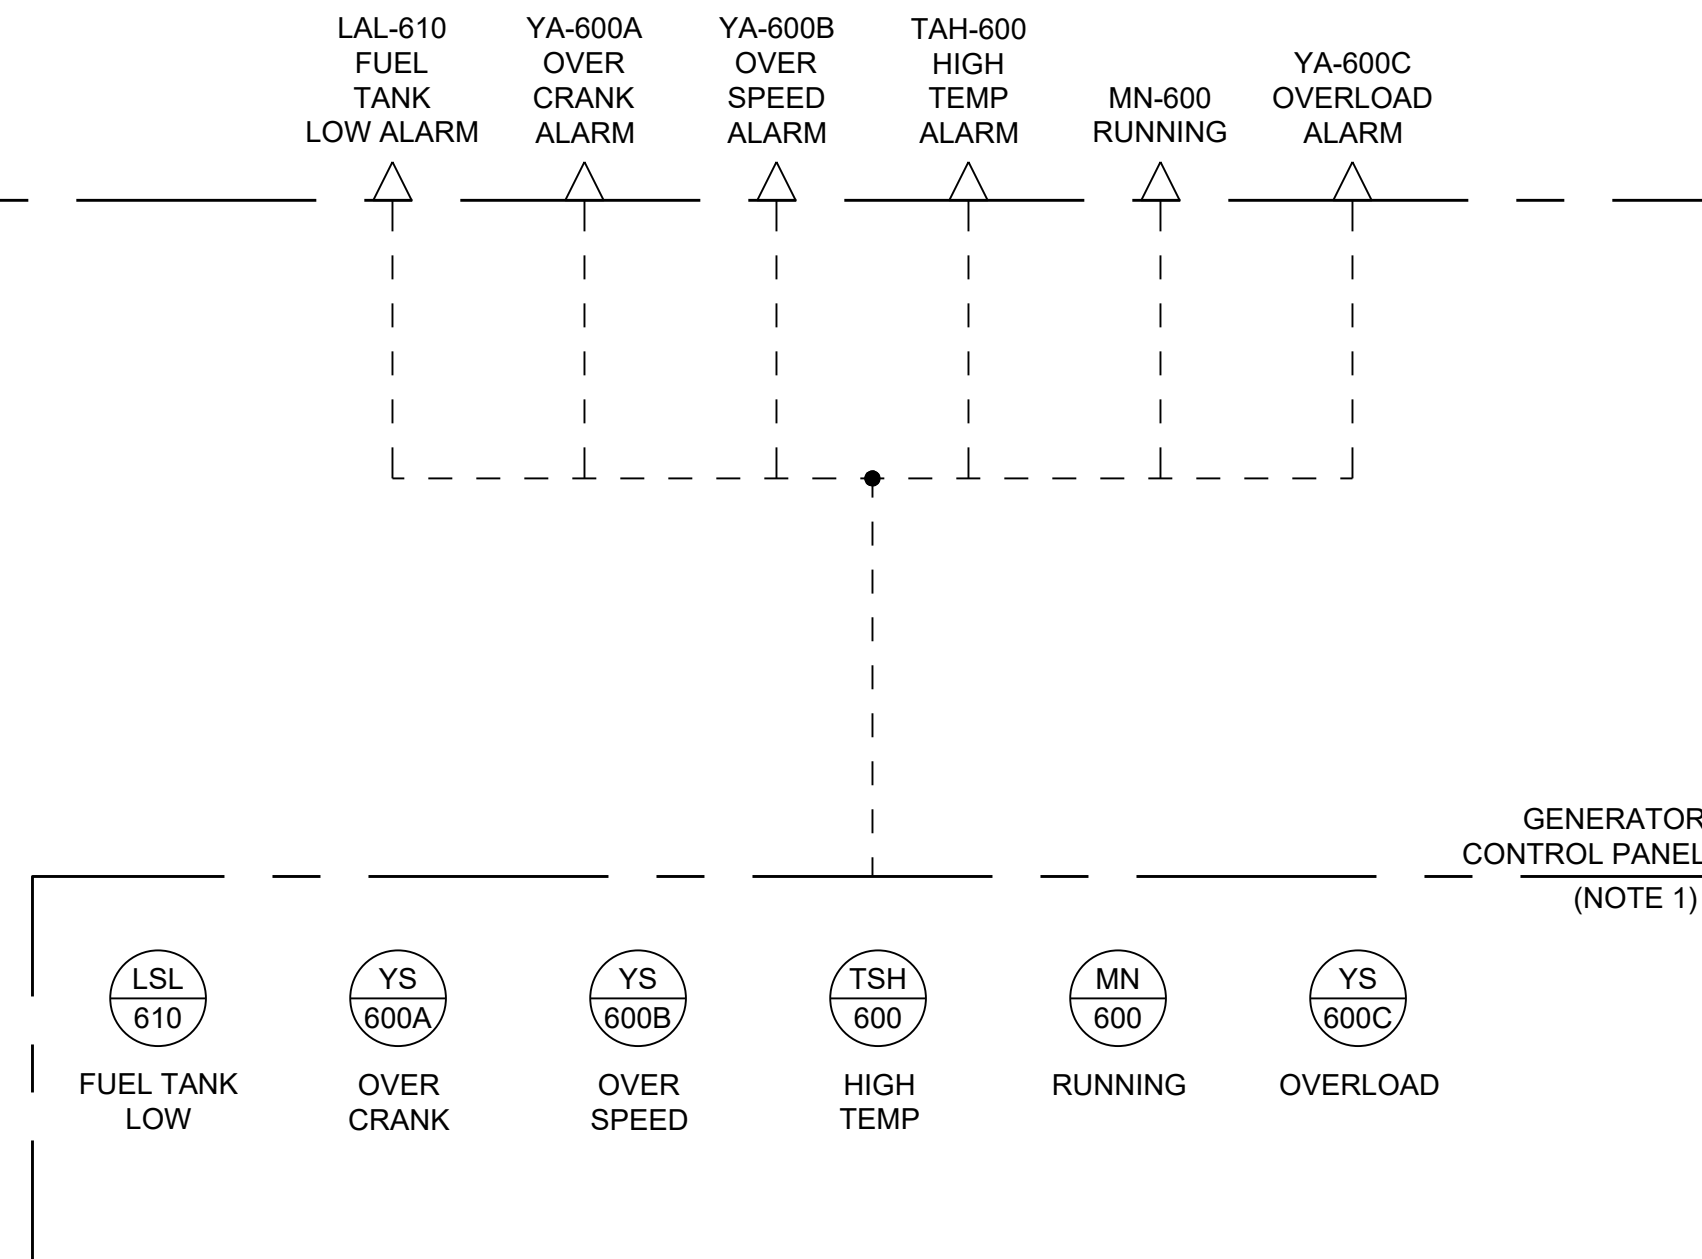 LAL-610
FUEL
TANK
LOW ALARM
YA-600A
OVER
CRANK
ALARM
YA-600B
OVER
SPEED
ALARM
TAH-600
HIGH
TEMP
ALARM
MN-600
RUNNING
YA-600C
OVERLOAD
ALARM
GENERATOR
CONTROL PANEL
(NOTE 1)
LSL
610
FUEL TANK
LOW
YS
600A
OVER
CRANK
YS
600B
OVER
SPEED
TSH
600
HIGH
TEMP
MN
600
RUNNING
YS
600C
OVERLOAD